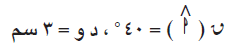 ق (م^) = ٤٠°، د و = ٣ سم